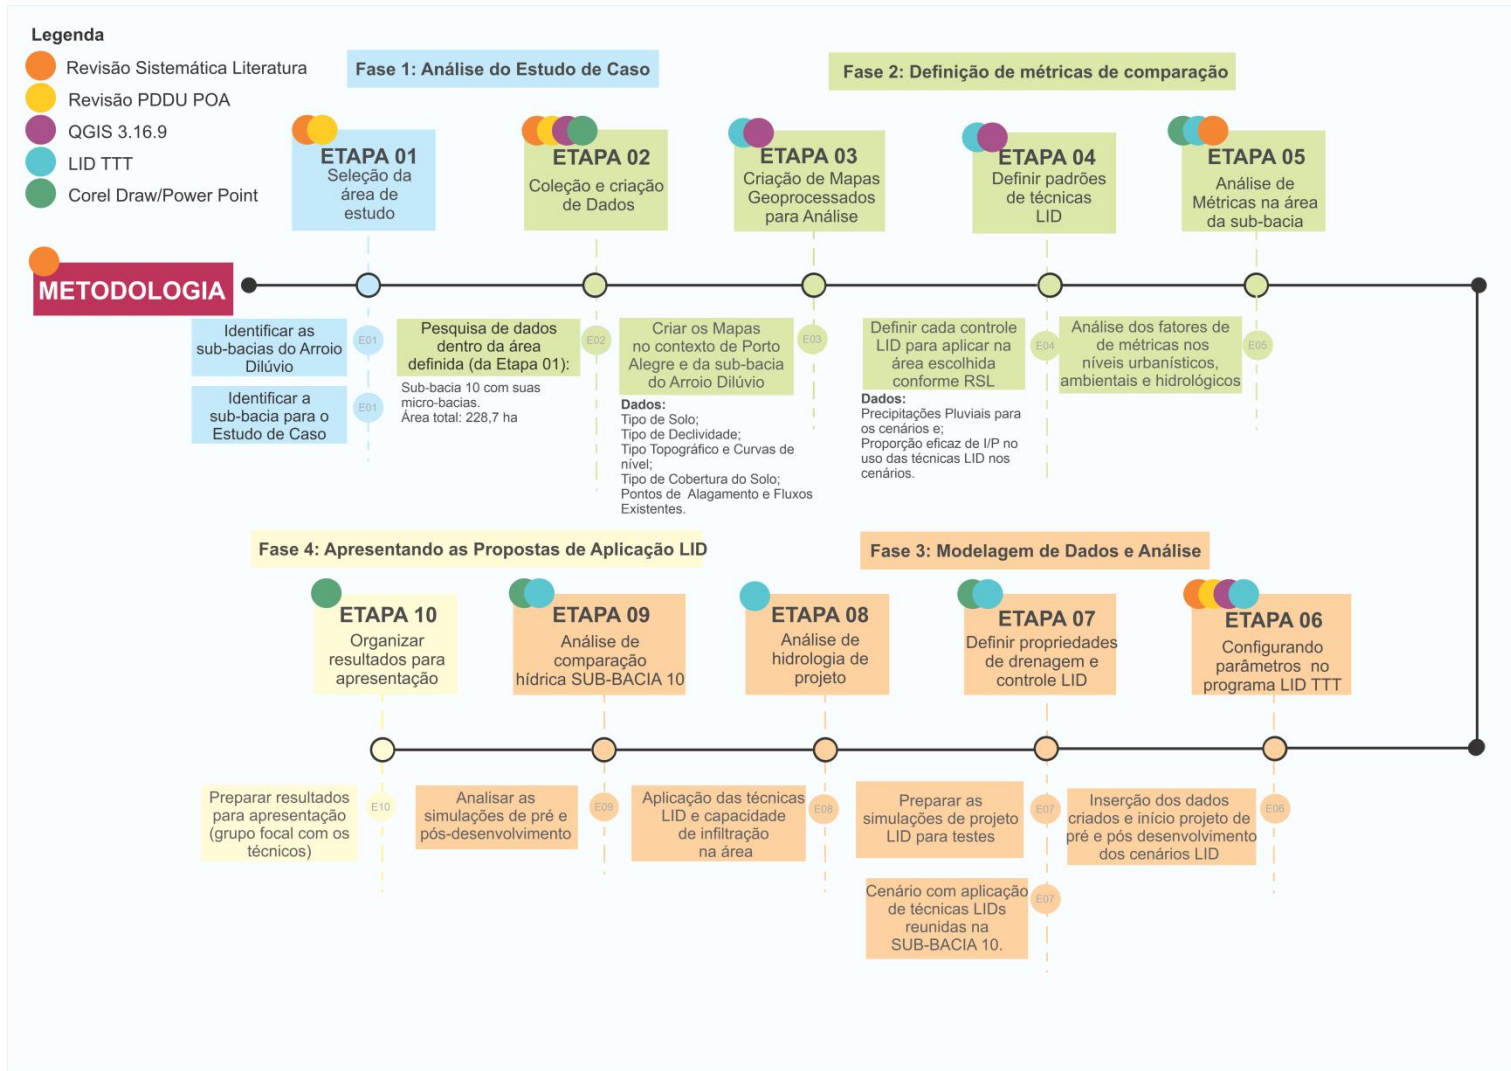 Legenda
Revisão Sistemática Literatura
Revisão PDDU POA
QGIS 3.16.9
LID TTT
Corel Draw/Power Point
Fase 1: Análise do Estudo de Caso
Fase 2: Definição de métricas de comparação
ETAPA 01
Seleção da
área de
estudo
ETAPA 02
Coleção e criação
de Dados
ETAPA 03
Criação de Mapas
Geoprocessados
para Análise
ETAPA 04
Definir padrões
de técnicas
LID
ETAPA 05
Análise de
Métricas na área
da sub-bacia
METODOLOGIA
Identificar as
sub-bacias do Arroio
Dilúvio
E01
Identificar a
sub-bacia para o
Estudo de Caso
E01
Pesquisa de dados
dentro da área
definida (da Etapa 01):
E02
Sub-bacia 10 com suas
micro-bacias.
Área total: 228,7 ha
Criar os Mapas
no contexto de Porto
Alegre e da sub-bacia
do Arroio Dilúvio
E03
Dados:
Tipo de Solo;
Tipo de Declividade;
Tipo Topográfico e Curvas de
nível;
Tipo de Cobertura do Solo;
Pontos de Alagamento e Fluxos
Existentes.
Definir cada controle
LID para aplicar na
área escolhida
conforme RSL
E04
Dados:
Precipitações Pluviais para
os cenários e;
Proporção eficaz de I/P no
uso das técnicas LID nos
cenários.
Análise dos fatores de
de métricas nos
níveis urbanísticos,
ambientais e hidrológicos
E05
Fase 4: Apresentando as Propostas de Aplicação LID
Fase 3: Modelagem de Dados e Análise
ETAPA 10
Organizar
resultados para
apresentação
ETAPA 09
Análise de
comparação
hídrica SUB-BACIA 10
ETAPA 08
Análise de
hidrologia de
projeto
ETAPA 07
Definir propriedades
de drenagem e
controle LID
ETAPA 06
Configurando
parâmetros no
programa LID TTT
Preparar resultados
para apresentação
(grupo focal com os
técnicos)
E10
Analisar as
simulações de pré e
pós-desenvolvimento
E09
Aplicação das técnicas
LID e capacidade
de infiltração
na área
E08
Preparar as
simulações de projeto
LID para testes
E07
Cenário com aplicação
de técnicas LIDs
reunidas na
SUB-BACIA 10.
E07
Inserção dos dados
criados e início projeto de
pré e pós desenvolvimento
dos cenários LID
E06